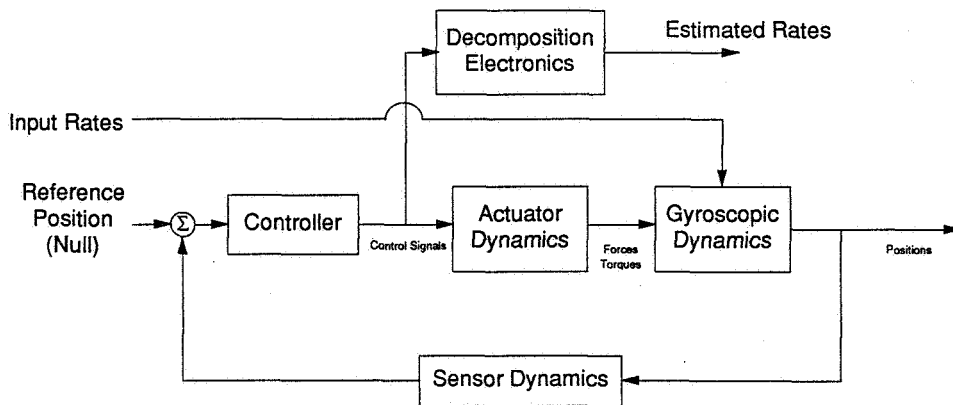 Decomposition
Electronics
Estimated Rates
Input Rates
Reference
Position
(Null)
Σ
Controller
Control Signals
Actuator
Dynamics
Forces
Torques
Gyroscopic
Dynamics
Positions
Sensor Dynamics